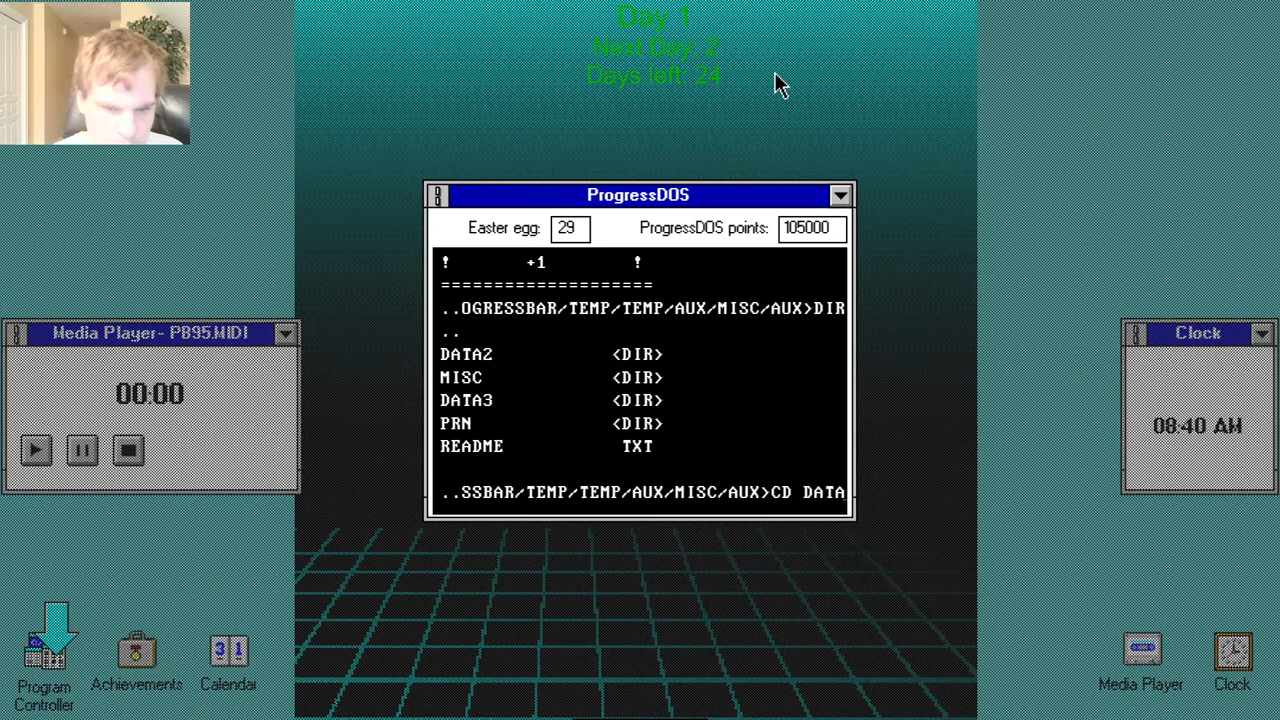 Day 1
Next Day: 2
Days left: 24
ProgressDOS
Easter egg: 29 ProgressDOS points: 105000
! +1 !
====================
..OGRESSBAR/TEMP/TEMP/AUX/MISC/AUX>DIR
..
DATA2 <DIR>
MISC <DIR>
DATA3 <DIR>
PRN <DIR>
README TXT
..SSBAR/TEMP/TEMP/AUX/MISC/AUX>CD DATA
Media Player- PB95.MIDI
00:00
Clock
08:40 AM
Program
Controller
Achievements
31
Calendar
Media Player
Clock